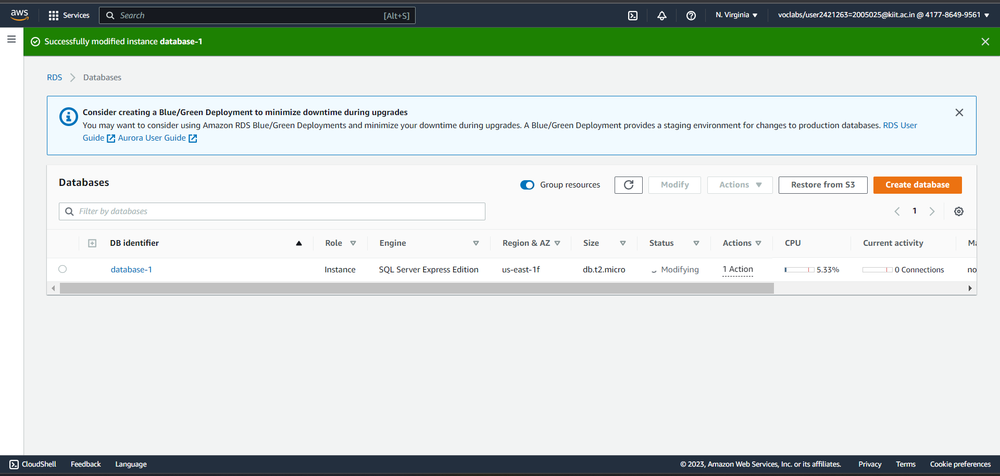 aws Services Search [Alt+S] N. Virginia voclabs/user2421263=2005025@kiit.ac.in @ 4177-8649-9561
Successfully modified instance database-1
RDS Databases
Consider creating a Blue/Green Deployment to minimize downtime during upgrades
You may want to consider using Amazon RDS Blue/Green Deployments and minimize your downtime during upgrades. A Blue/Green Deployment provides a staging environment for changes to production databases. RDS User
Guide Aurora User Guide
Databases Group resources Modify Actions Restore from S3 Create database
Filter by databases 1
DB identifier Role Engine Region & AZ Size Status Actions CPU Current activity Ma
database-1 Instance SQL Server Express Edition us-east-1f db.t2.micro Modifying 1 Action 5.33% 0 Connections no
CloudShell Feedback Language © 2023, Amazon Web Services, Inc. or its affiliates. Privacy Terms Cookie preferences